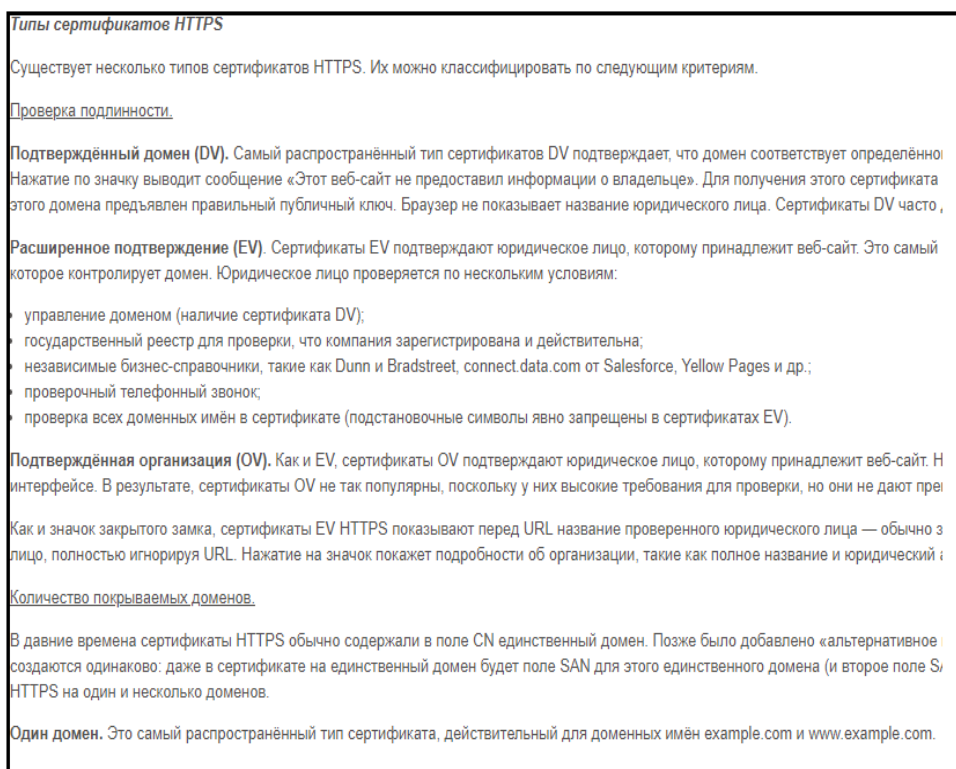 Типы сертификатов HTTPS
Существует несколько типов сертификатов HTTPS. Их можно классифицировать по следующим критериям.
Проверка подлинности.
Подтверждённый домен (DV). Самый распространённый тип сертификатов DV подтверждает, что домен соответствует
Нажатие по значку выводит сообщение «Этот веб-сайт не предоставил информации о владельце». Для получения этого сертификата
этого домена предъявлен правильный публичный ключ. Браузер не показывает название юридического лица. Сертификаты DV часто
Расширенное подтверждение (EV). Сертификаты EV подтверждают юридическое лицо, которому принадлежит веб-сайт. Это самый
которое контролирует домен. Юридическое лицо проверяется по нескольким условиям:
• управление доменом (наличие сертификата DV);
• государственный реестр для проверки, что компания зарегистрирована и действительна;
• независимые бизнес-справочники, такие как Dunn и Bradstreet, connect.data.com от Salesforce, Yellow Pages и др.;
• проверочный телефонный звонок;
• проверка всех доменных имён в сертификате (подстановочные символы явно запрещены в сертификатах EV).
Подтверждённая организация (OV). Как и EV, сертификаты OV подтверждают юридическое лицо, которому принадлежит веб-сайт.
интерфейсе. В результате, сертификаты OV не так популярны, поскольку у них высокие требования для проверки, но они не дают
Как и значок закрытого замка, сертификаты EV HTTPS показывают перед URL название проверенного юридического лица — обычно
лицо, полностью игнорируя URL. Нажатие на значок покажет подробности об организации, такие как полное название и юридический
Количество покрываемых доменов.
В давние времена сертификаты HTTPS обычно содержали в поле CN единственный домен. Позже было добавлено «альтернативное
создаются одинаково: даже в сертификате на единственный домен будет поле SAN для этого единственного домена (и второе поле
HTTPS на один и несколько доменов.
Один домен. Это самый распространённый тип сертификата, действительный для доменных имён example.com и www.example.com.